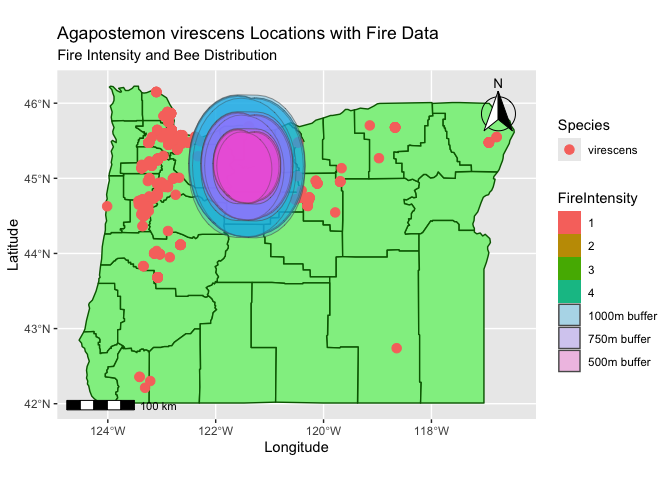 Agapostemon virescens Locations with Fire Data
Fire Intensity and Bee Distribution
46°N
45°N
44°N
43°N
42°N
Latitude
N
100 km
124°W
122°W
120°W
118°W
Longitude
Species
virescens
FireIntensity
1
2
3
4
1000m buffer
750m buffer
500m buffer